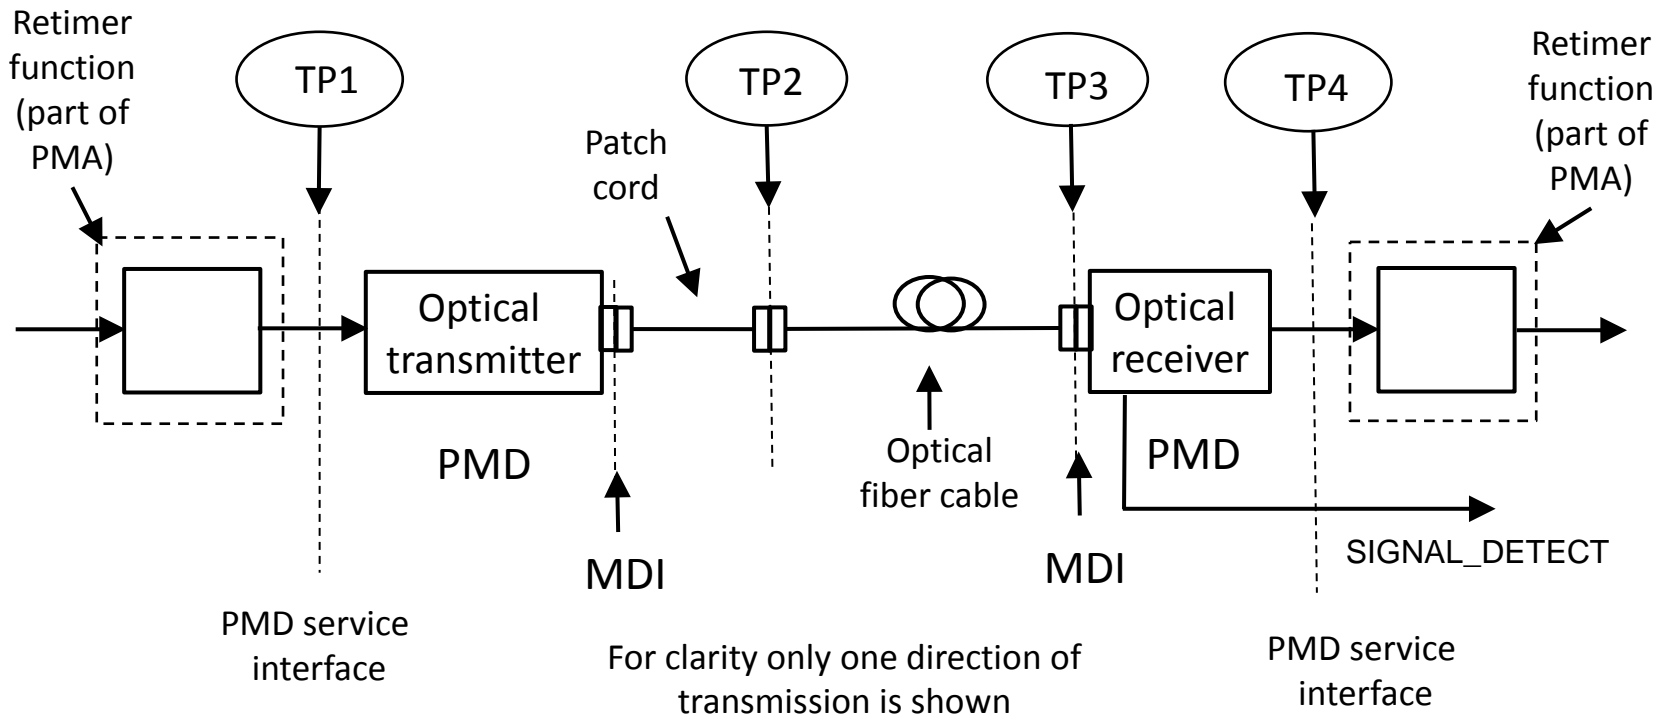 Retimer
function
(part of
PMA)
TP1
TP2
TP3
TP4
Retimer
function
(part of
PMA)
Patch
cord
Optical
transmitter
Optical
receiver
PMD
Optical
fiber cable
PMD
MDI
MDI
SIGNAL_DETECT
PMD service
interface
For clarity only one direction of
transmission is shown
PMD service
interface